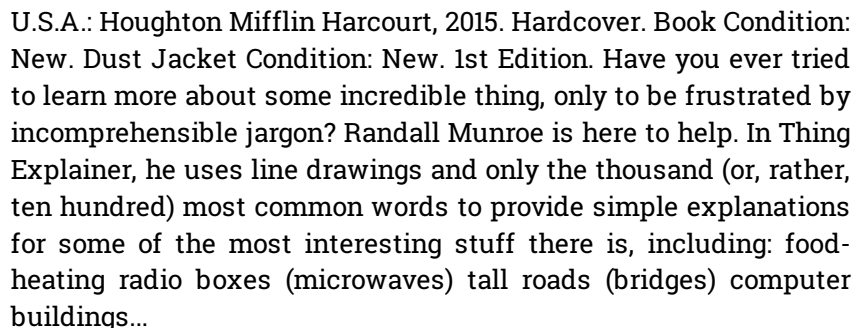 U.S.A.: Houghton Mifflin Harcourt, 2015. Hardcover. Book Condition:
New. Dust Jacket Condition: New. 1st Edition. Have you ever tried
to learn more about some incredible thing, only to be frustrated by
incomprehensible jargon? Randall Munroe is here to help. In Thing
Explainer, he uses line drawings and only the thousand (or, rather,
ten hundred) most common words to provide simple explanations
for some of the most interesting stuff there is, including: food-
heating radio boxes (microwaves) tall roads (bridges) computer
buildings...